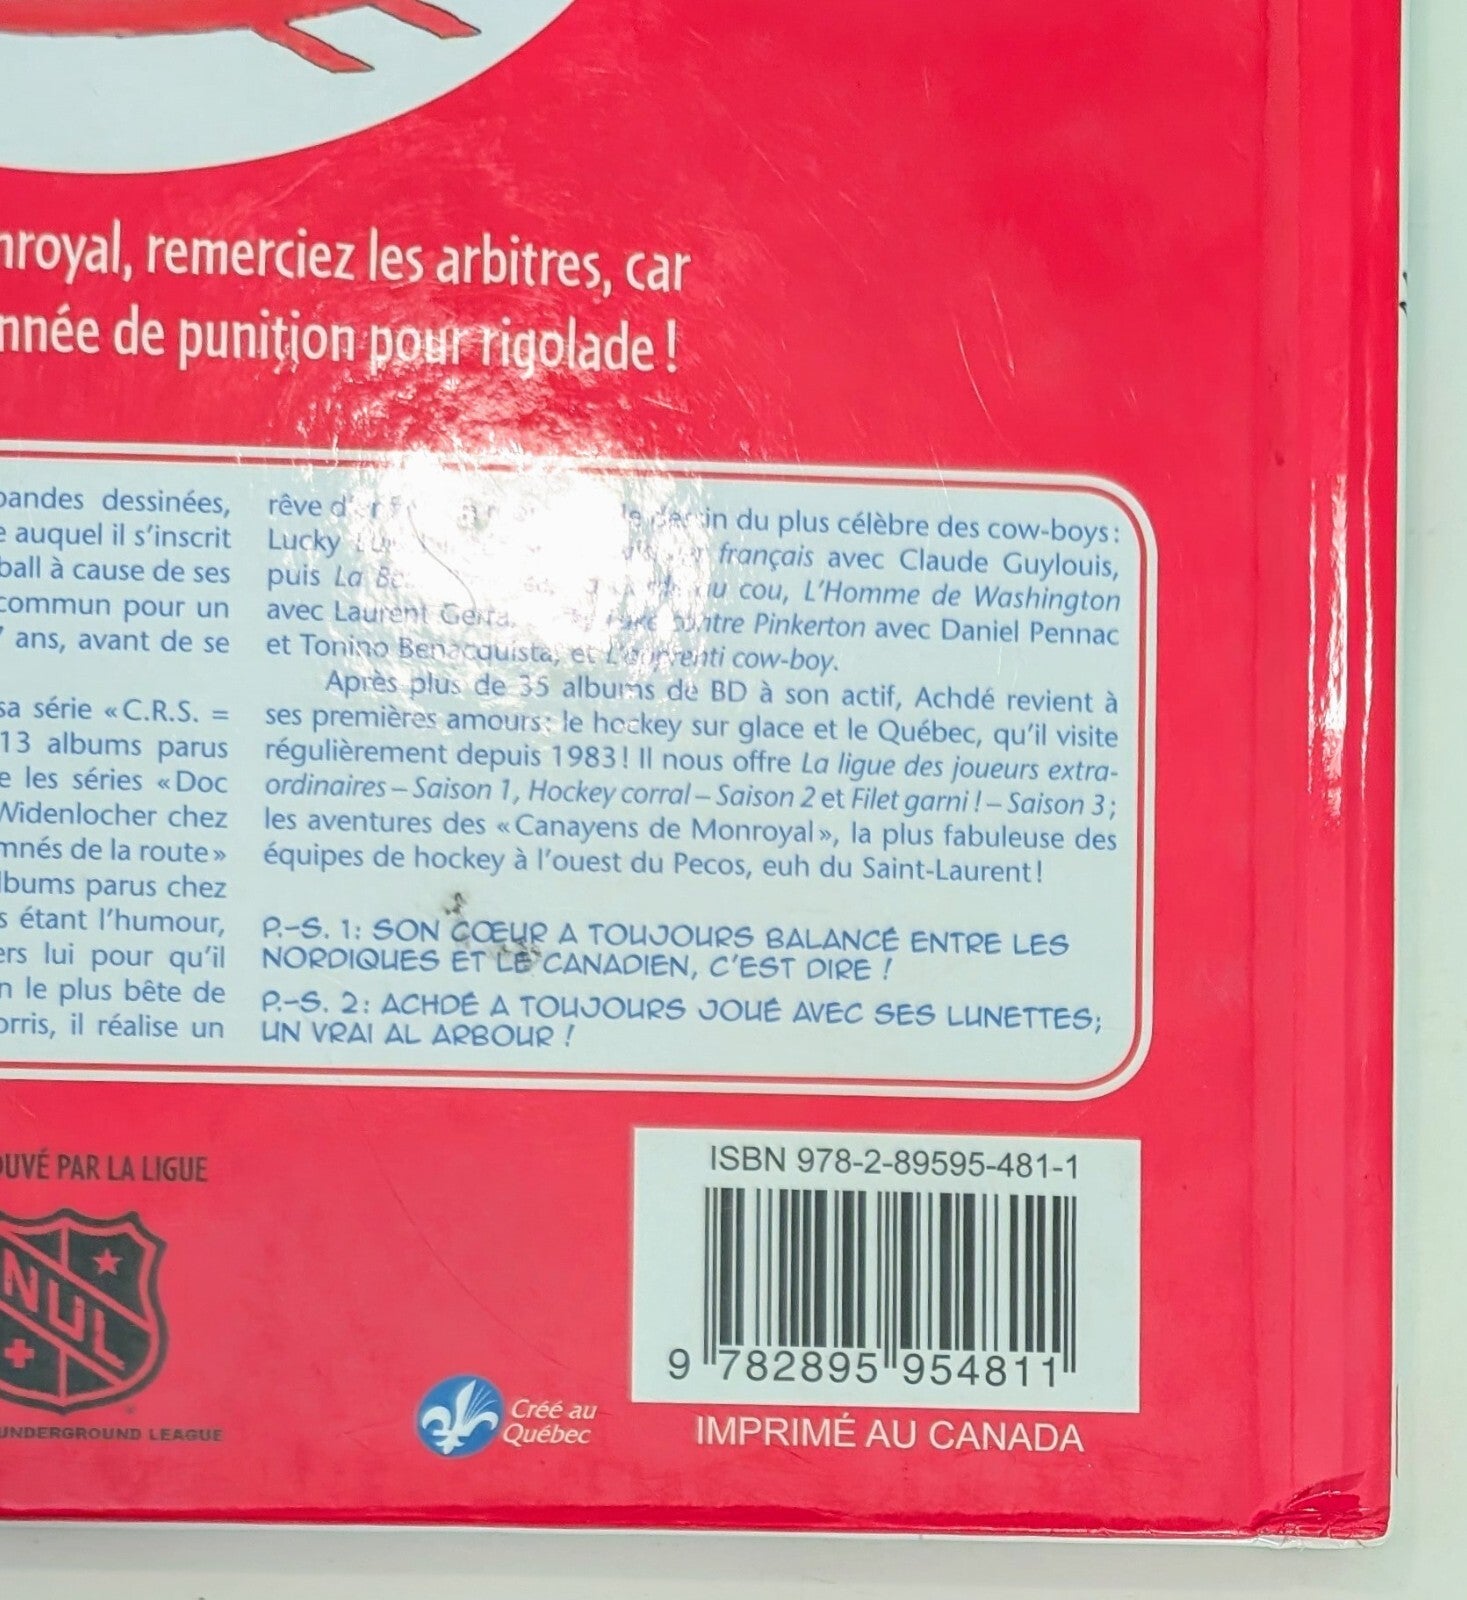 nroyal, remerciez les arbitres, car
nnée de punition pour rigolade !
bandes dessinées,
e auquel il s'inscrit
ball à cause de ses
commun pour un
ans, avant de se
sa série « C.R.S. =
13 albums parus
e les séries « Doc
Widenlocher chez
mnés de la route »
lbums parus chez
s étant l'humour,
ers lui pour qu'il
n le plus bête de
orris, il réalise un
rêve du plus célèbre des cow-boys :
Lucky français avec Claude Guylouis,
puis La cou, L'Homme de Washington
avec Laurent Gerra, Pinkerton avec Daniel Pennac
et Tonino Benacquista, et L'apprenti cow-boy.
Après plus de 35 albums de BD à son actif, Achdé revient à
ses premières amours : le hockey sur glace et le Québec, qu'il visite
régulièrement depuis 1983 ! Il nous offre La ligue des joueurs extra-
ordinaires – Saison 1, Hockey corral – Saison 2 et Filet garni ! – Saison 3 ;
les aventures des « Canayens de Monroyal », la plus fabuleuse des
équipes de hockey à l'ouest du Pecos, euh du Saint-Laurent !
P.-S. 1 : SON CŒUR A TOUJOURS BALANCÉ ENTRE LES
NORDIQUES ET LE CANADIEN, C'EST DIRE !
P.-S. 2 : ACHDÉ A TOUJOURS JOUÉ AVEC SES LUNETTES ;
UN VRAI AL ARBOUR !
OUVÉ PAR LA LIGUE
NUL
UNDERGROUND LEAGUE
Créé au
Québec
ISBN 978-2-89595-481-1
9 782895 954811
IMPRIMÉ AU CANADA